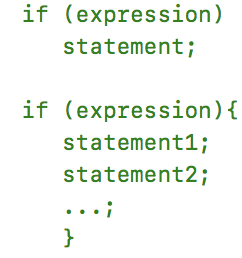 if (expression)
statement;
if (expression){
statement1;
statement2;
...;
}